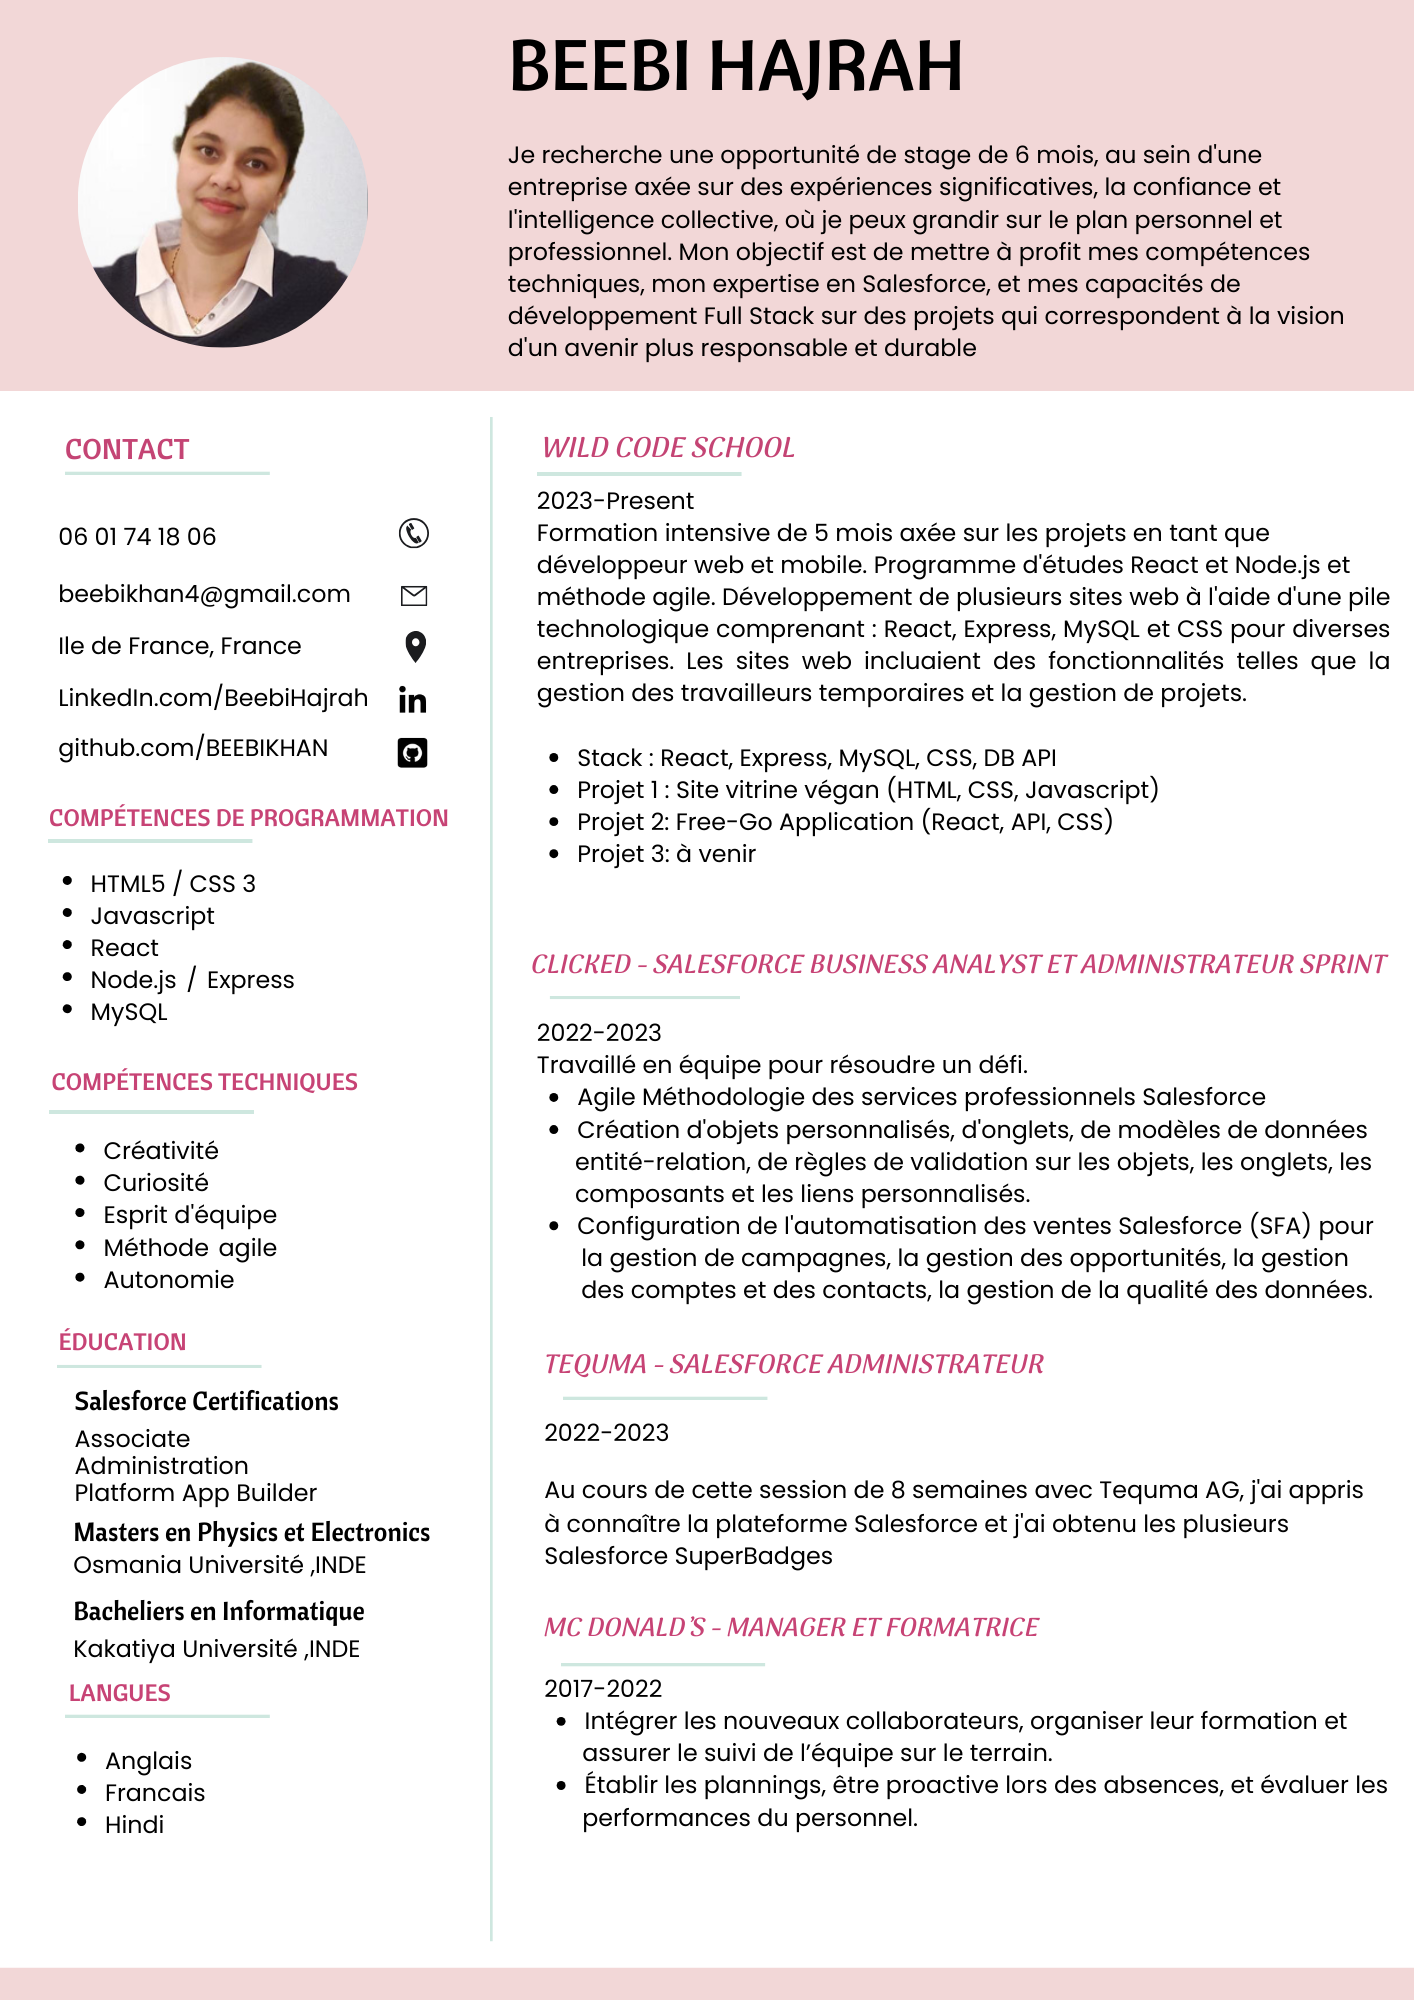 BEEBI HAJRAH
Je recherche une opportunité de stage de 6 mois, au sein d'une
entreprise axée sur des expériences significatives, la confiance et
l'intelligence collective, où je peux grandir sur le plan personnel et
professionnel. Mon objectif est de mettre à profit mes compétences
techniques, mon expertise en Salesforce, et mes capacités de
développement Full Stack sur des projets qui correspondent à la vision
d'un avenir plus responsable et durable
CONTACT
06 01 74 18 06
beebikhan4@gmail.com
Ile de France, France
LinkedIn.com/BeebiHajrah
in
github.com/BEEBIKHAN
COMPÉTENCES DE PROGRAMMATION
• HTML5 / CSS 3
• Javascript
• React
• Node.js / Express
• MySQL
COMPÉTENCES TECHNIQUES
• Créativité
• Curiosité
• Esprit d'équipe
• Méthode agile
• Autonomie
ÉDUCATION
Salesforce Certifications
Associate
Administration
Platform App Builder
Masters en Physics et Electronics
Osmania Université ,INDE
Bacheliers en Informatique
Kakatiya Université ,INDE
LANGUES
• Anglais
• Francais
• Hindi
WILD CODE SCHOOL
2023-Present
Formation intensive de 5 mois axée sur les projets en tant que
développeur web et mobile. Programme d'études React et Node.js et
méthode agile. Développement de plusieurs sites web à l'aide d'une pile
technologique comprenant : React, Express, MySQL et CSS pour diverses
entreprises. Les sites web incluaient des fonctionnalités telles que la
gestion des travailleurs temporaires et la gestion de projets.
• Stack : React, Express, MySQL, CSS, DB API
• Projet 1 : Site vitrine végan (HTML, CSS, Javascript)
• Projet 2: Free-Go Application (React, API, CSS)
• Projet 3: à venir
CLICKED - SALESFORCE BUSINESS ANALYST ET ADMINISTRATEUR SPRINT
2022-2023
Travaillé en équipe pour résoudre un défi.
• Agile Méthodologie des services professionnels Salesforce
• Création d'objets personnalisés, d'onglets, de modèles de données
entité-relation, de règles de validation sur les objets, les onglets, les
composants et les liens personnalisés.
• Configuration de l'automatisation des ventes Salesforce (SFA) pour
la gestion de campagnes, la gestion des opportunités, la gestion
des comptes et des contacts, la gestion de la qualité des données.
TEQUMA - SALESFORCE ADMINISTRATEUR
2022-2023
Au cours de cette session de 8 semaines avec Tequma AG, j'ai appris
à connaître la plateforme Salesforce et j'ai obtenu les plusieurs
Salesforce SuperBadges
MC DONALD’S - MANAGER ET FORMATRICE
2017-2022
• Intégrer les nouveaux collaborateurs, organiser leur formation et
assurer le suivi de l’équipe sur le terrain.
• Établir les plannings, être proactive lors des absences, et évaluer les
performances du personnel.